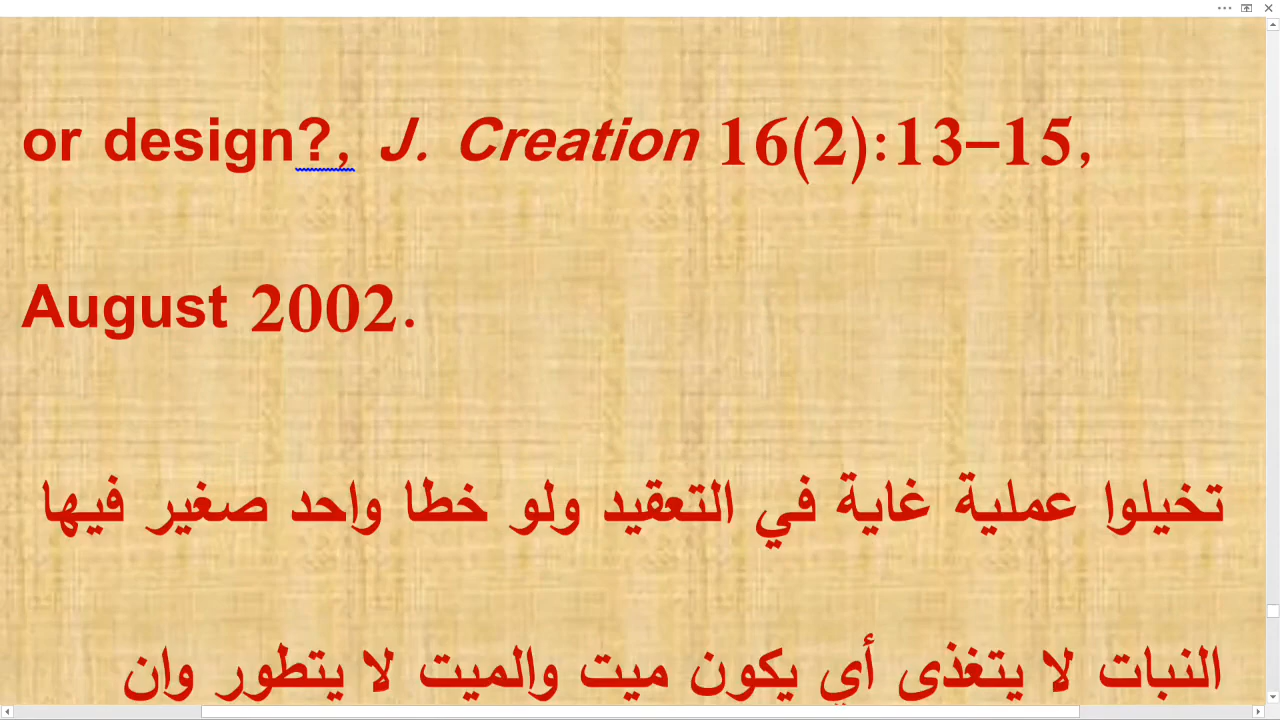 or design?, J. Creation 16(2):13–15,
August 2002.
تخيلوا عملية غاية في التعقيد ولو خطا واحد صغير فيها
النبات لا يتغذى أي يكون ميت والميت لا يتطور وان